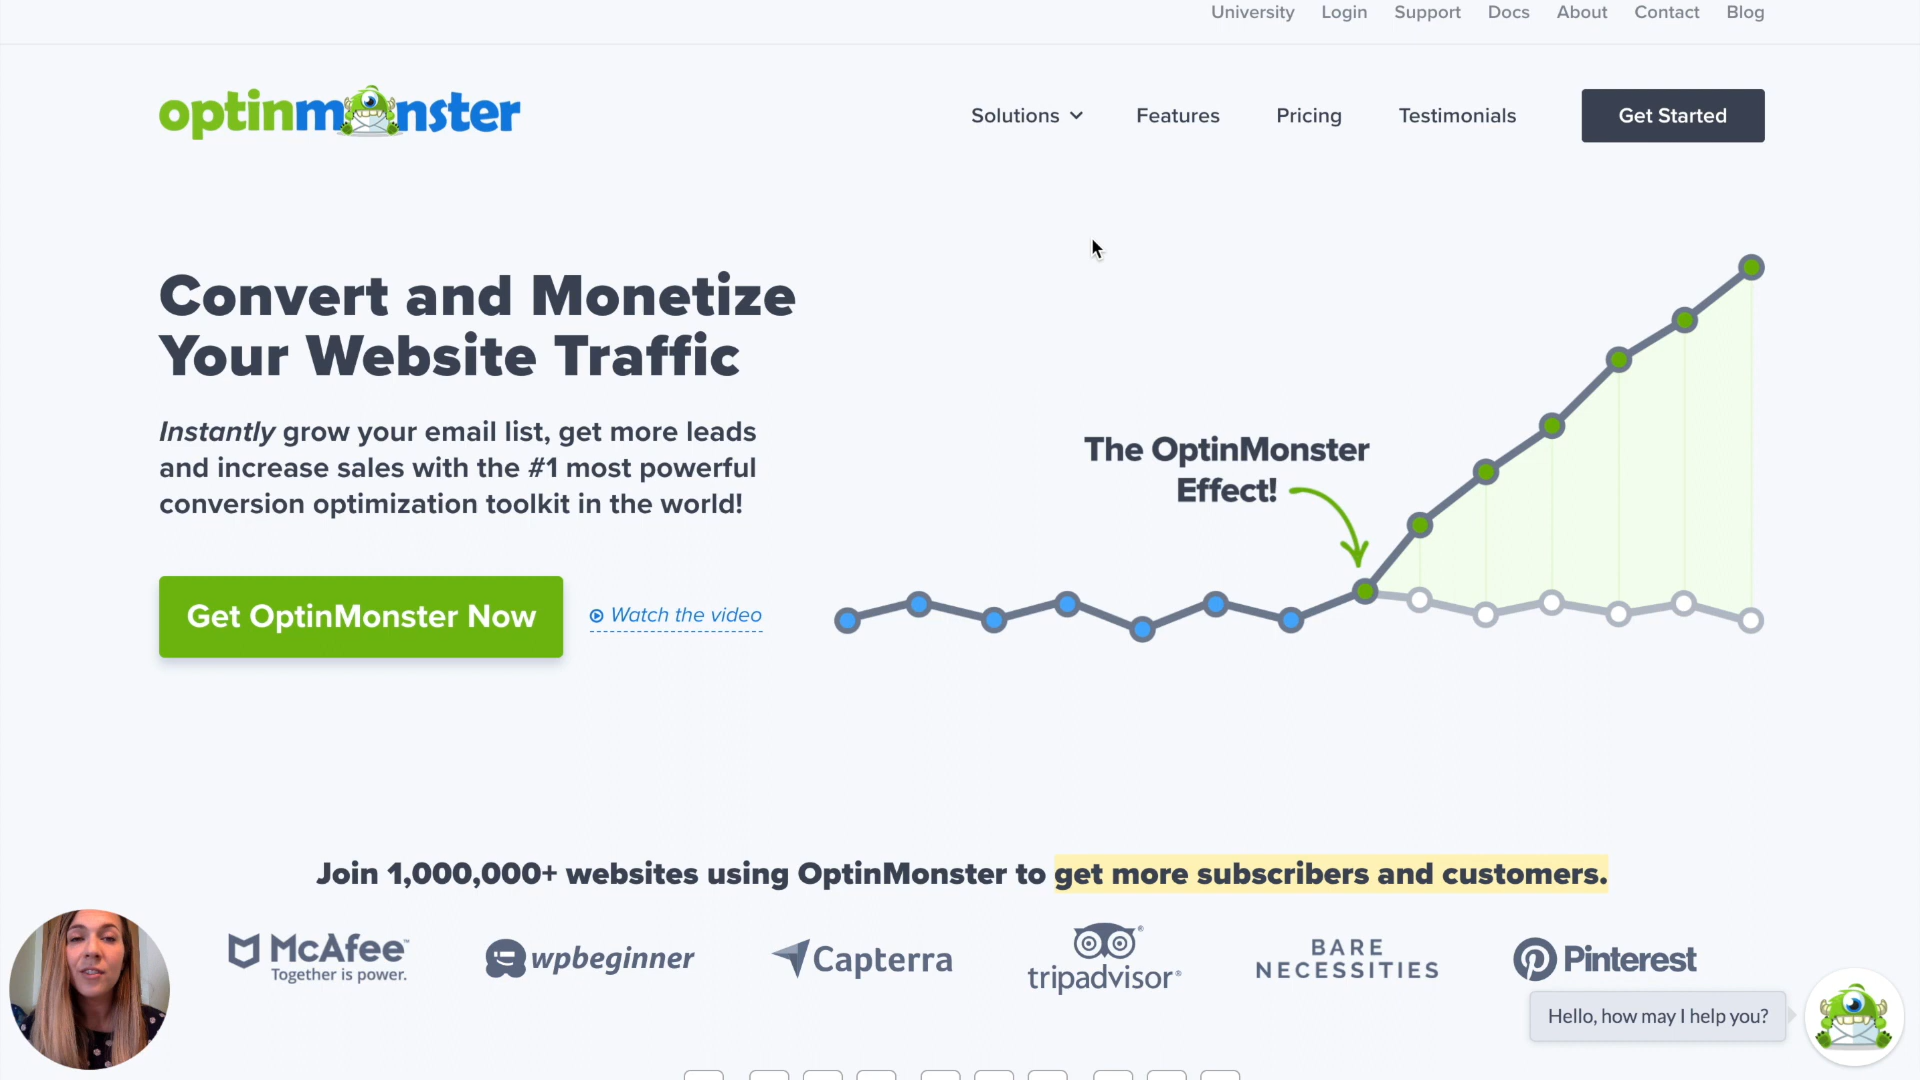 University Login Support Docs About Contact Blog
optinmonster
Solutions Features Pricing Testimonials Get Started
Convert and Monetize
Your Website Traffic
Instantly grow your email list, get more leads
and increase sales with the #1 most powerful
conversion optimization toolkit in the world!
Get OptinMonster Now
Watch the video
The OptinMonster
Effect!
Join 1,000,000+ websites using OptinMonster to get more subscribers and customers.
McAfee™
Together is power.
wpbeginner
Capterra
tripadvisor®
BARE
NECESSITIES
Pinterest
Hello, how may I help you?